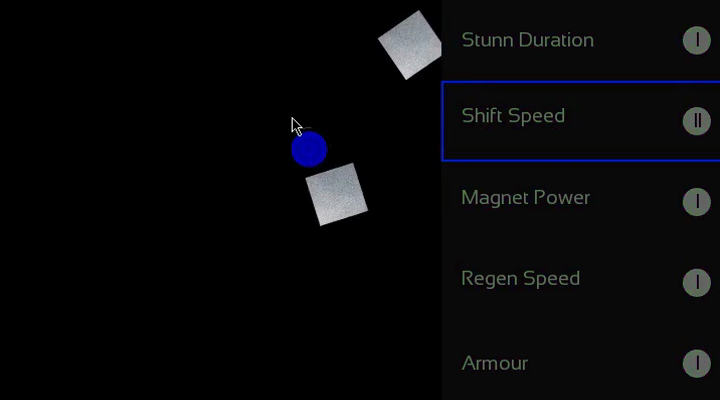 Stunn Duration I
Shift Speed II
Magnet Power I
Regen Speed I
Armour I